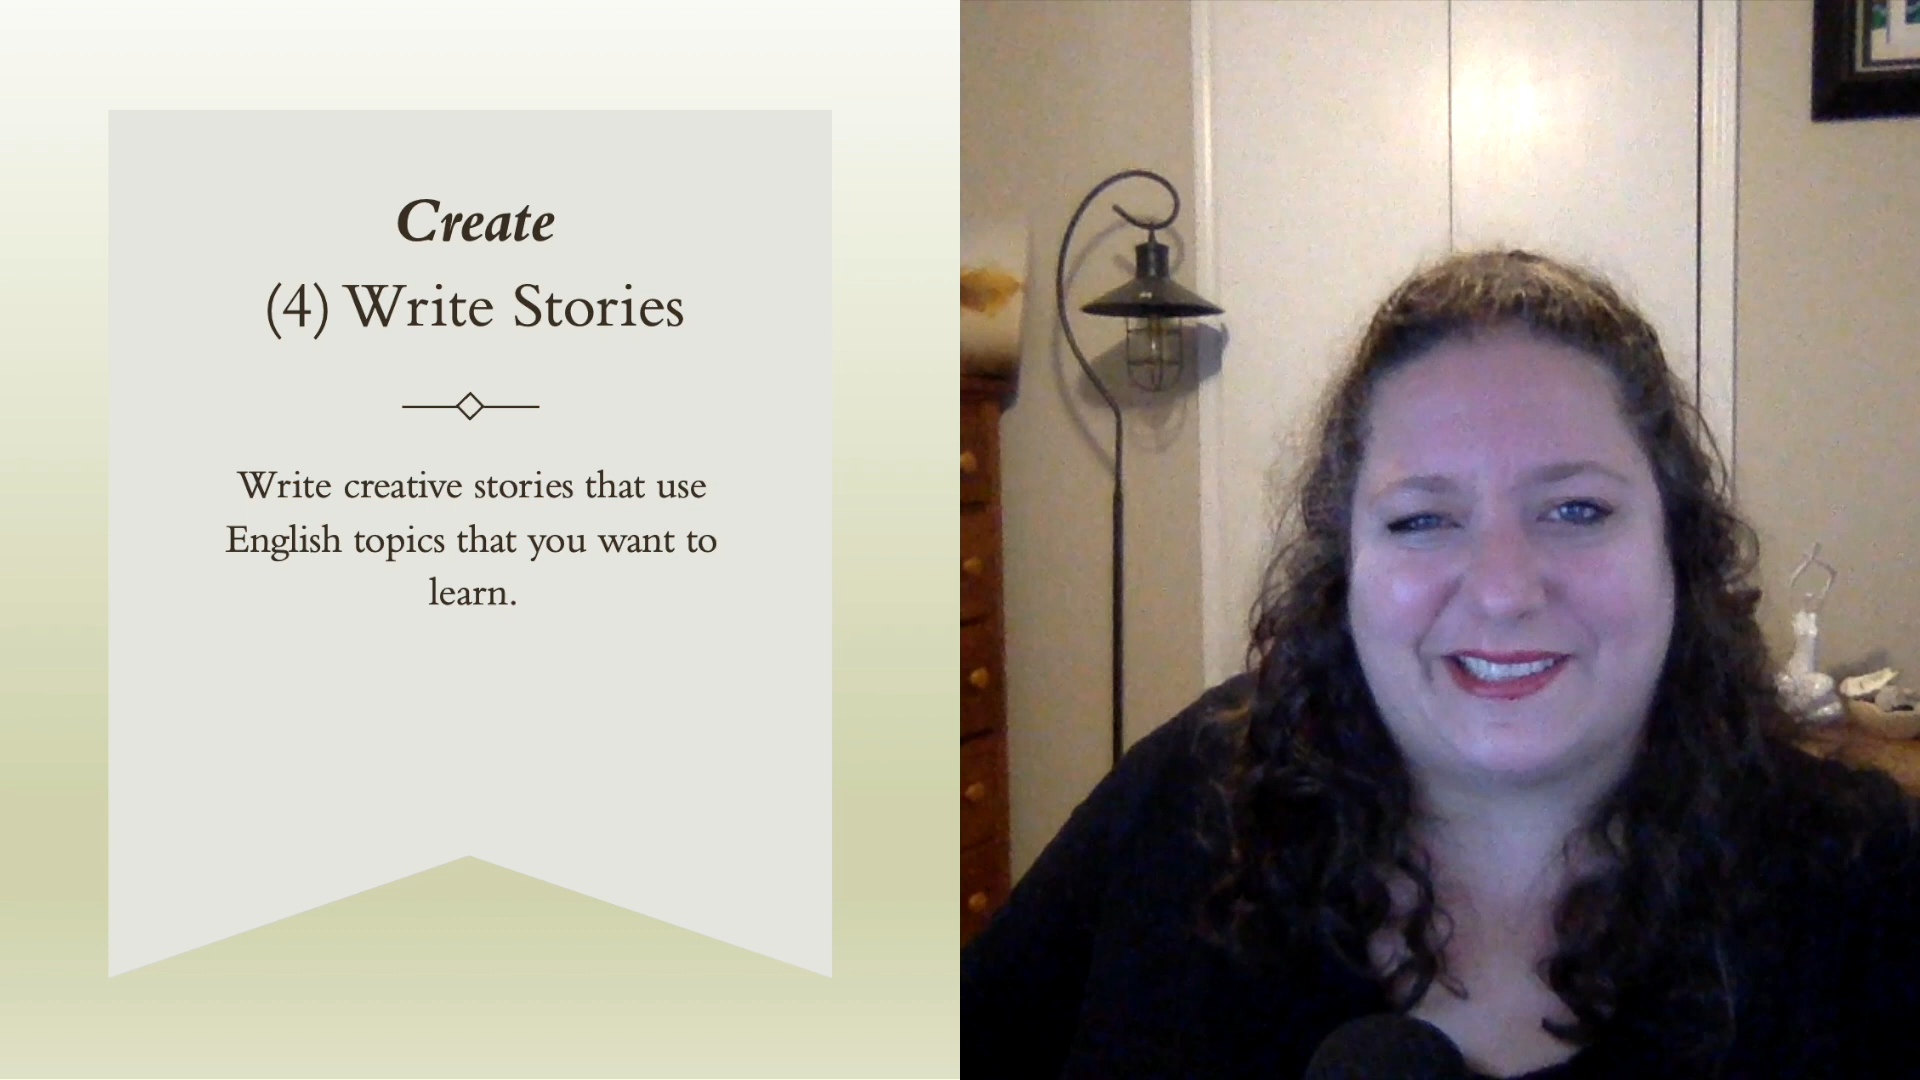 Create
(4) Write Stories
Write creative stories that use
English topics that you want to
learn.